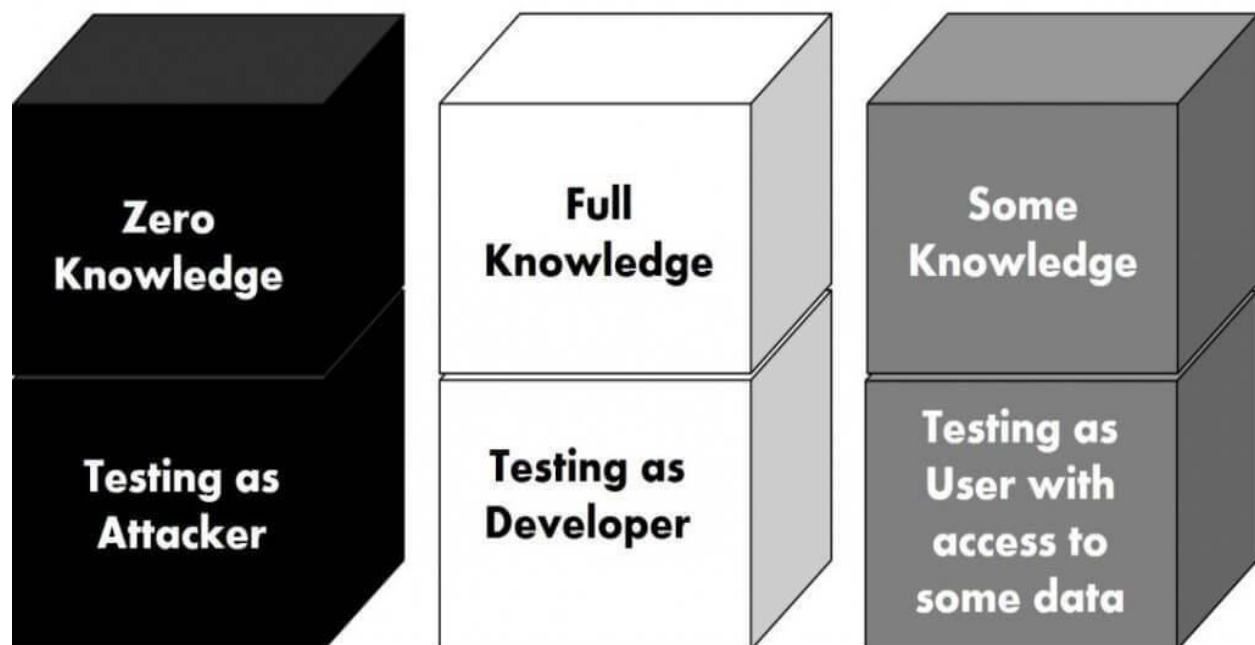 Zero
Knowledge
Testing as
Attacker
Full
Knowledge
Testing as
Developer
Some
Knowledge
Testing as
User with
access to
some data